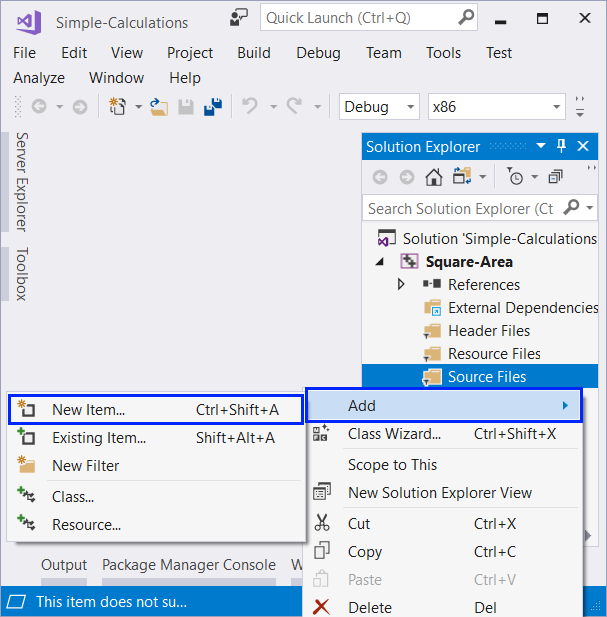 Simple-Calculations
Quick Launch (Ctrl+Q)
File Edit View Project Build Debug Team Tools Test
Analyze Window Help
Debug x86
Server Explorer
Toolbox
Solution Explorer
Search Solution Explorer (Ct
Solution 'Simple-Calculations
Square-Area
References
External Dependencies
Header Files
Resource Files
Source Files
New Item... Ctrl+Shift+A
Existing Item... Shift+Alt+A
New Filter
Class...
Resource...
Add
Class Wizard... Ctrl+Shift+X
Scope to This
New Solution Explorer View
Cut Ctrl+X
Copy Ctrl+C
Paste Ctrl+V
Delete Del
Output Package Manager Console W
This item does not su...